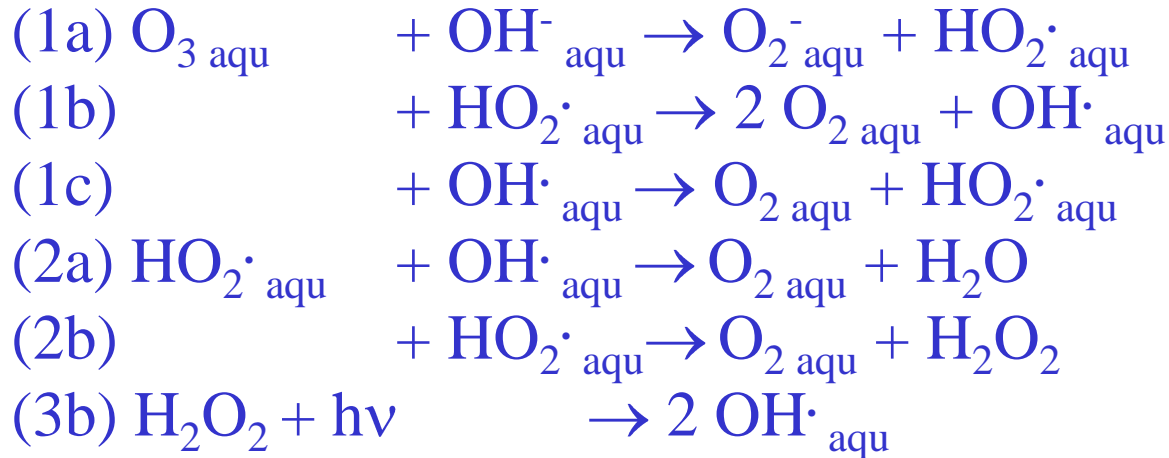 (1a) O₃ aqu + OH⁻ aqu → O₂⁻ aqu + HO₂· aqu
(1b) + HO₂· aqu → 2 O₂ aqu + OH· aqu
(1c) + OH· aqu → O₂ aqu + HO₂· aqu
(2a) HO₂· aqu + OH· aqu → O₂ aqu + H₂O
(2b) + HO₂· aqu → O₂ aqu + H₂O₂
(3b) H₂O₂ + hν → 2 OH· aqu